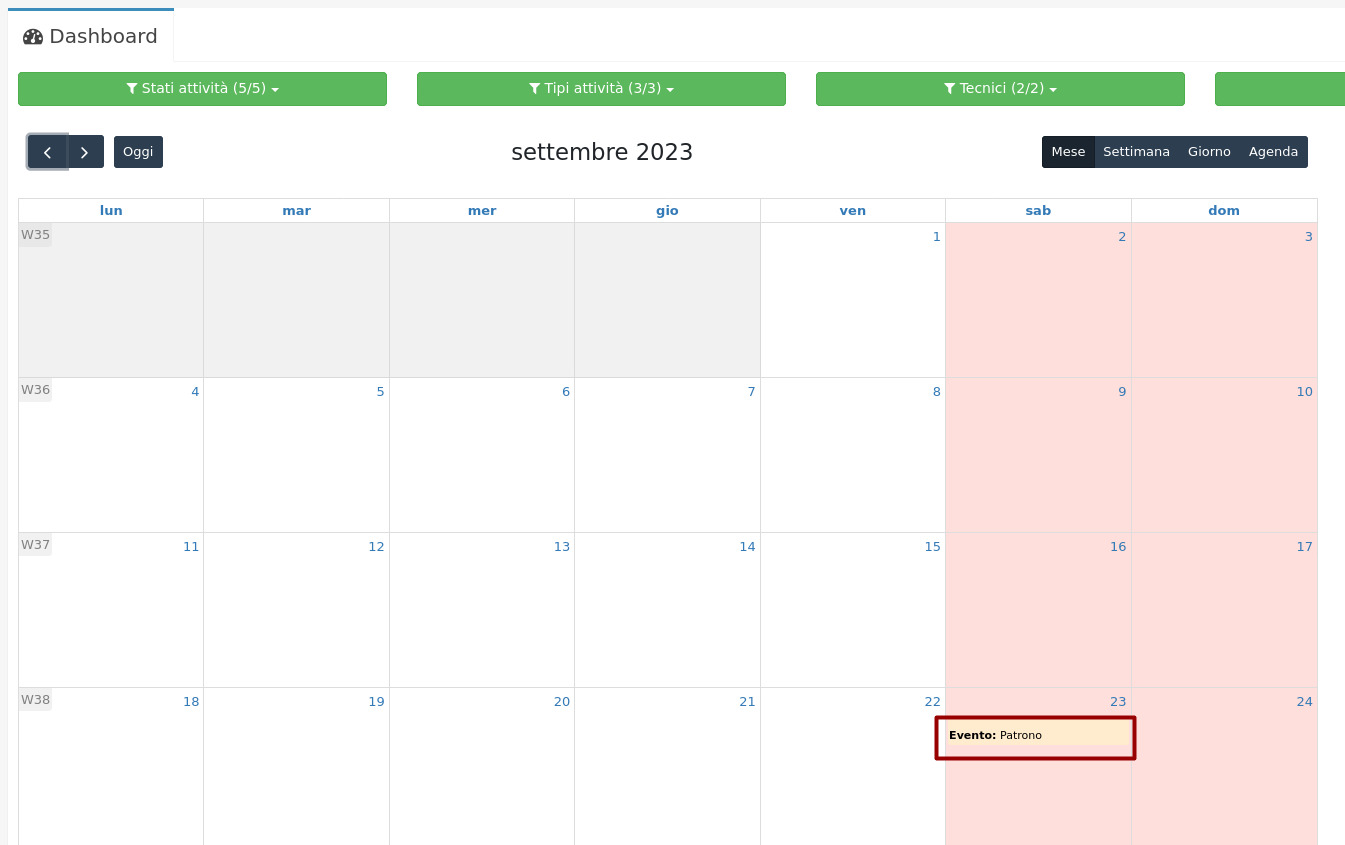 Dashboard
Stati attività (5/5) Tipi attività (3/3) Tecnici (2/2)
Oggi settembre 2023 Mese Settimana Giorno Agenda
lun mar mer gio ven sab dom
W35 1 2 3
W36 4 5 6 7 8 9 10
W37 11 12 13 14 15 16 17
W38 18 19 20 21 22 23 24
Evento: Patrono